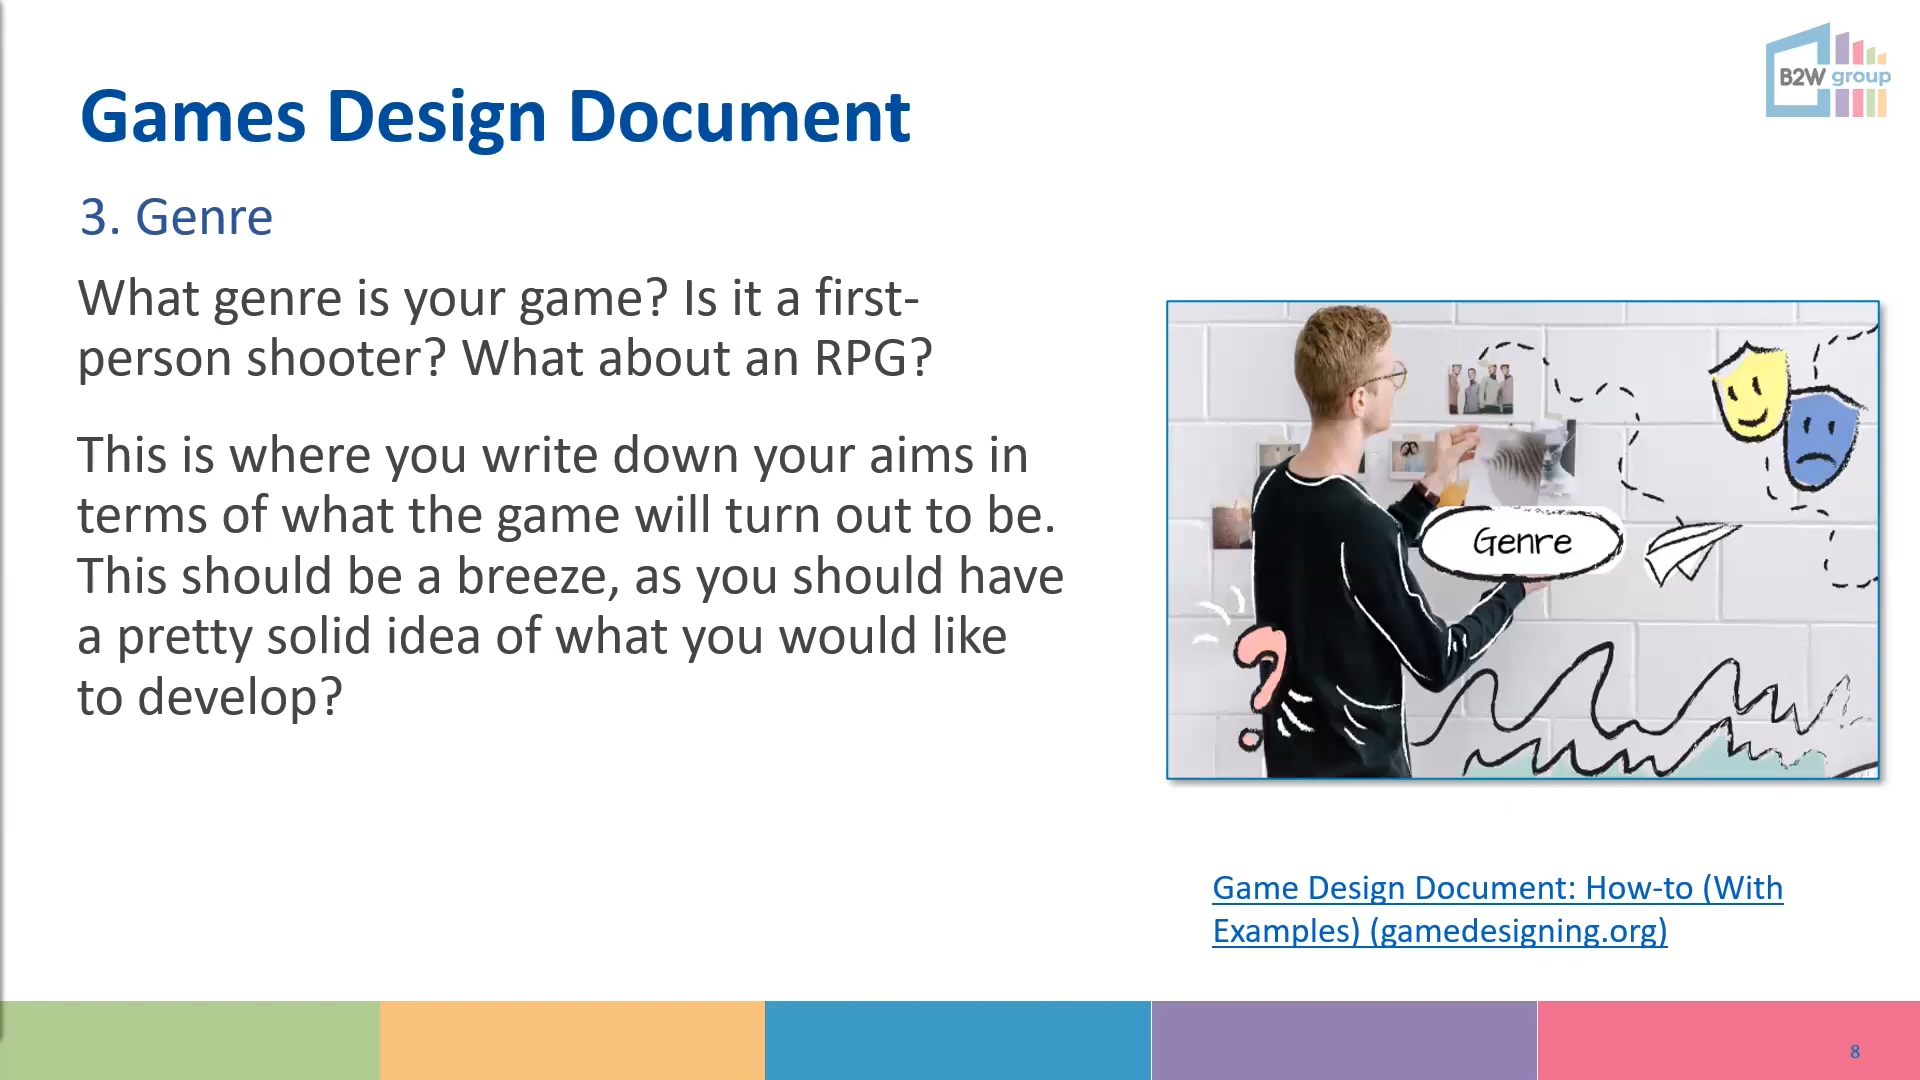 B2W group
Games Design Document
3. Genre
What genre is your game? Is it a first-
person shooter? What about an RPG?
This is where you write down your aims in
terms of what the game will turn out to be.
This should be a breeze, as you should have
a pretty solid idea of what you would like
to develop?
Genre
?
Game Design Document: How-to (With
Examples) (gamedesigning.org)
8